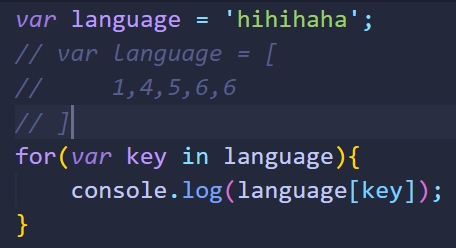 var language = 'hihihaha';
// var language = [
//     1,4,5,6,6
// ]
for(var key in language){
    console.log(language[key]);
}